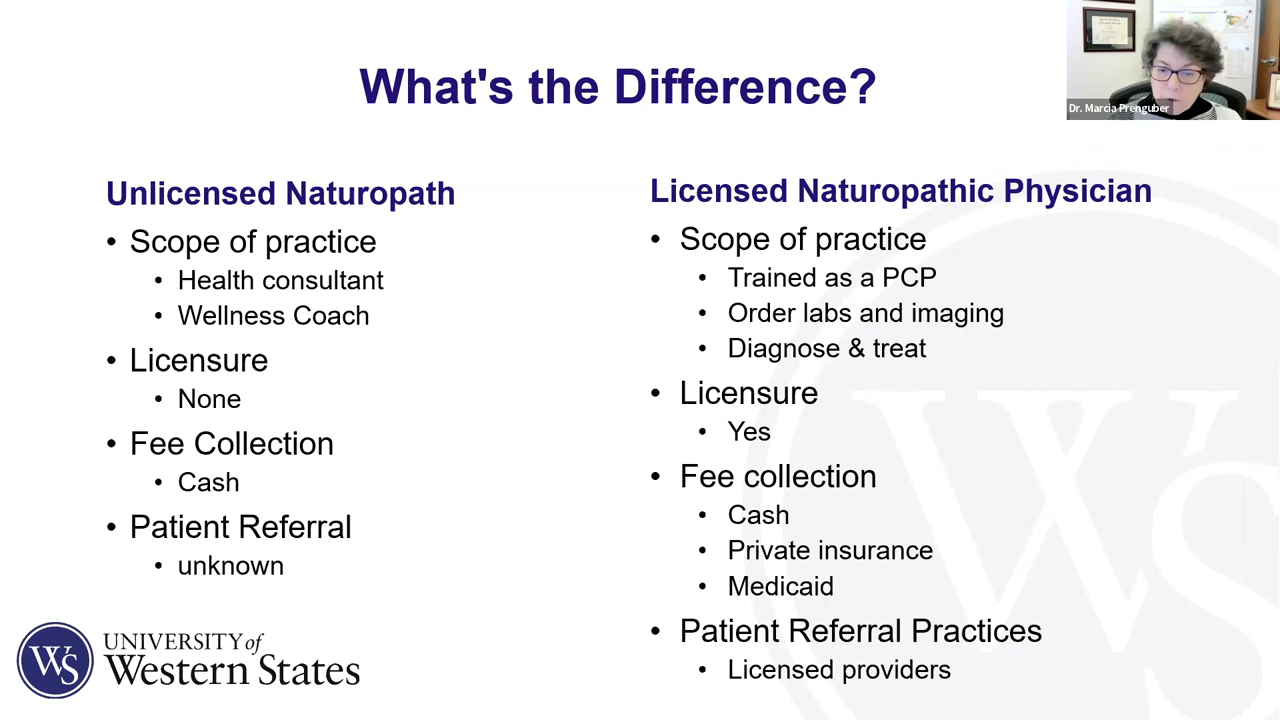 What's the Difference?
Dr. Marcia Prenguber
Unlicensed Naturopath
• Scope of practice
• Health consultant
• Wellness Coach
• Licensure
• None
• Fee Collection
• Cash
• Patient Referral
• unknown
Licensed Naturopathic Physician
• Scope of practice
• Trained as a PCP
• Order labs and imaging
• Diagnose & treat
• Licensure
• Yes
• Fee collection
• Cash
• Private insurance
• Medicaid
• Patient Referral Practices
• Licensed providers
WS
UNIVERSITY of
Western States
WS